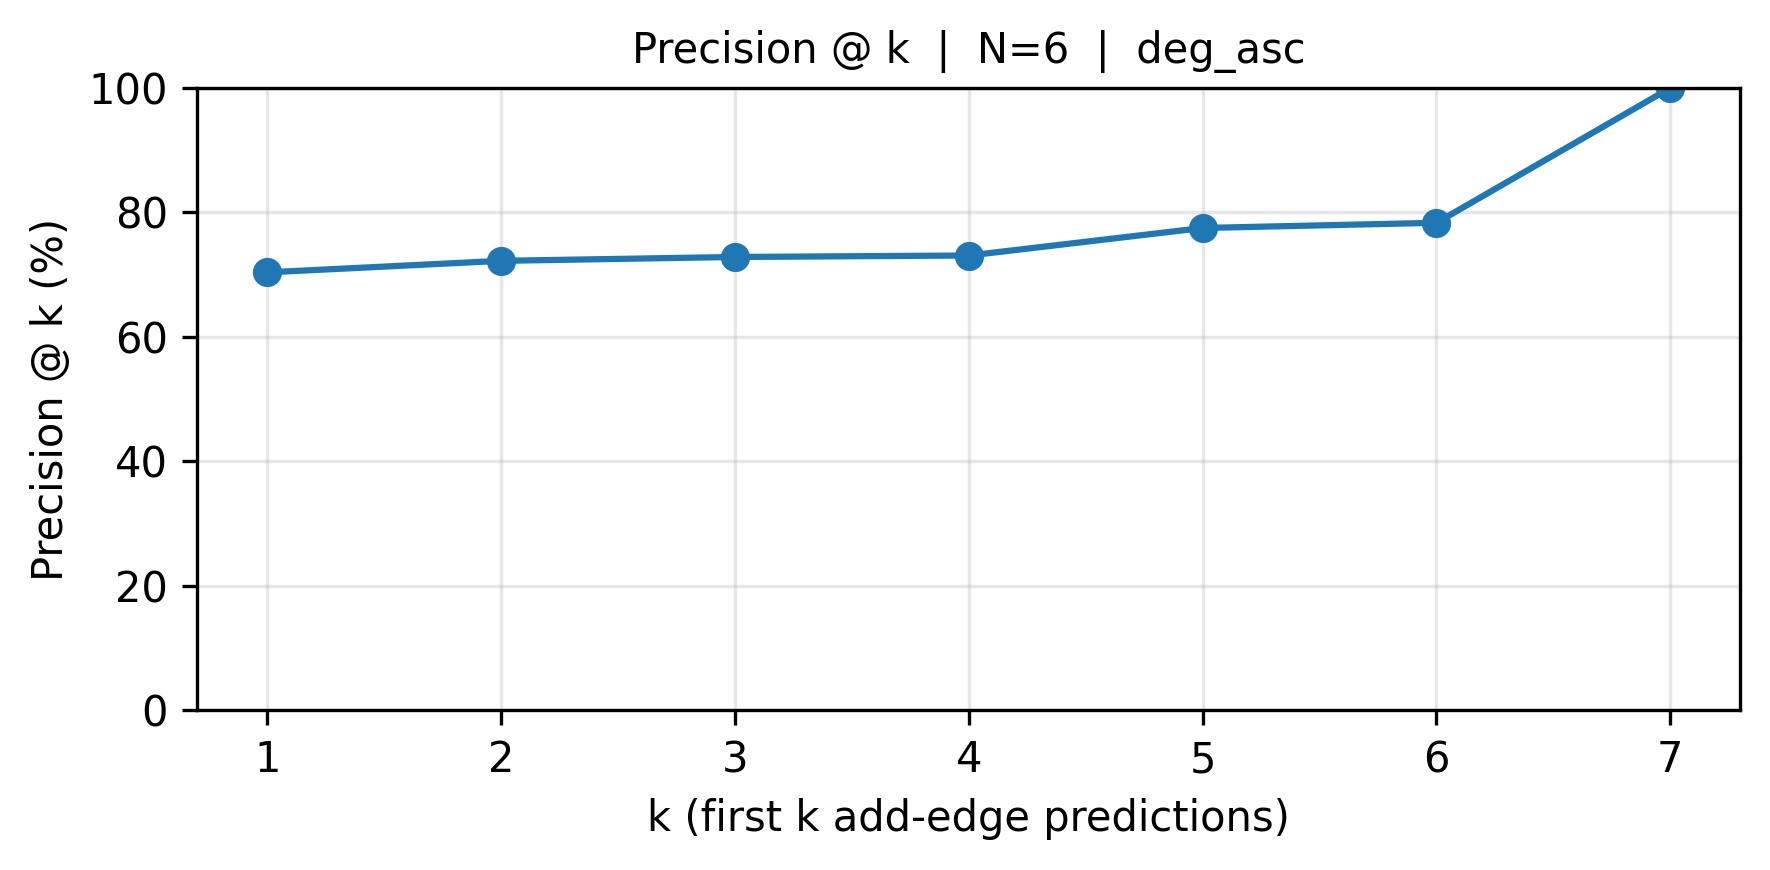 Precision @ k | N=6 | deg_asc
Precision @ k (%)
100
80
60
40
20
0
1 2 3 4 5 6 7
k (first k add-edge predictions)